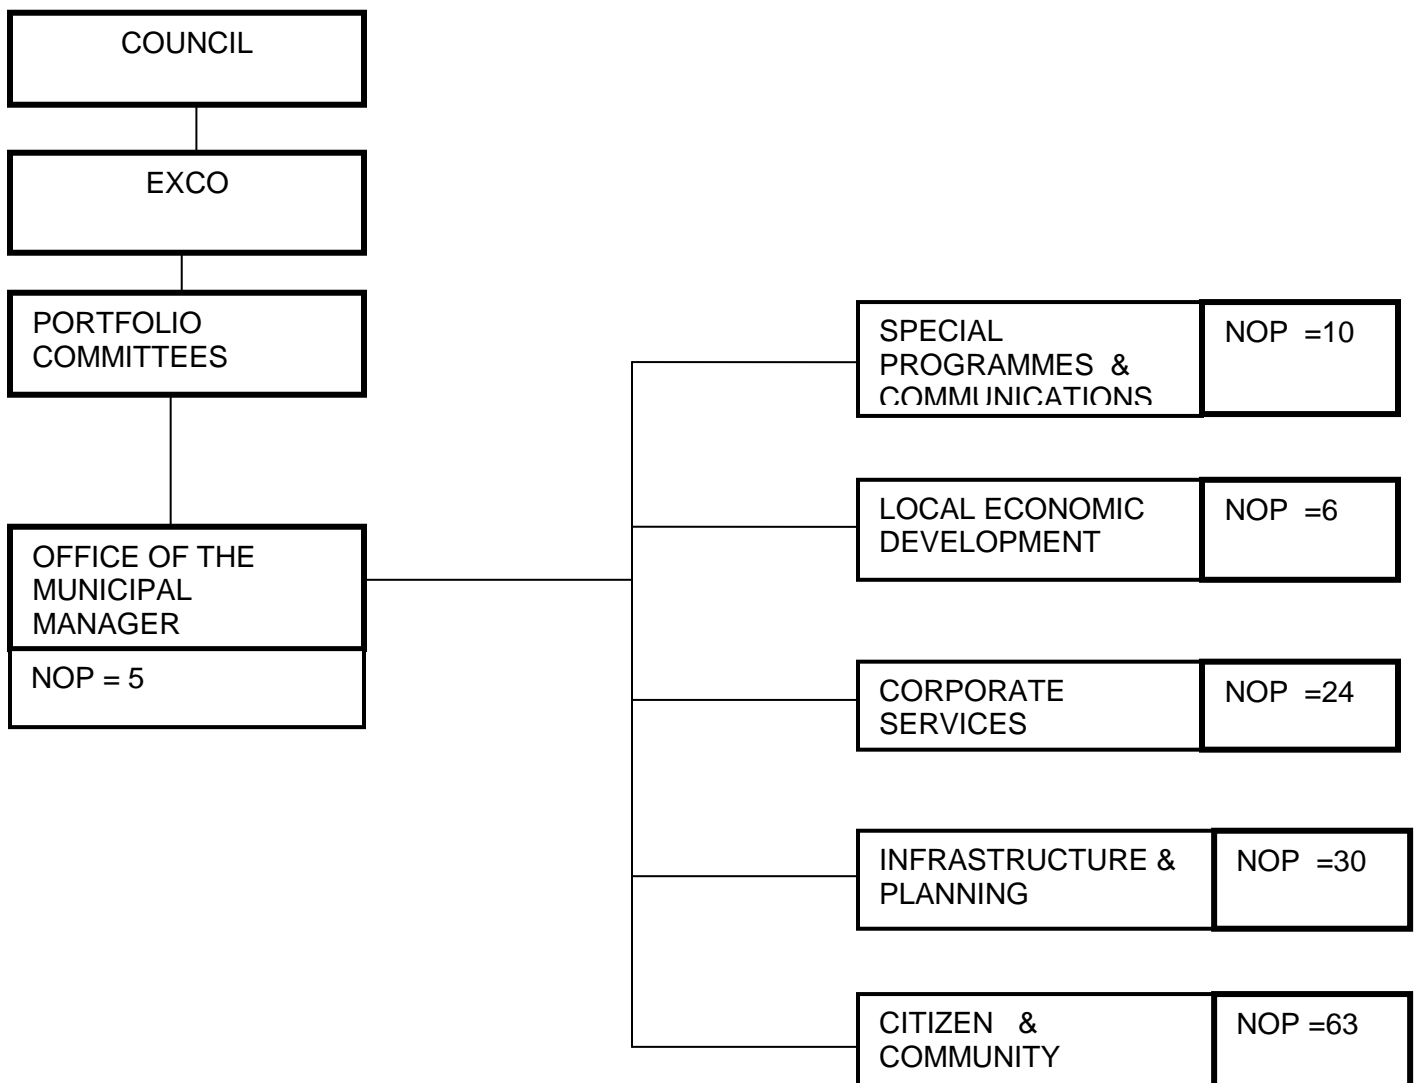 COUNCIL
EXCO
PORTFOLIO
COMMITTEES
OFFICE OF THE
MUNICIPAL
MANAGER
NOP = 5
SPECIAL
PROGRAMMES &
COMMUNICATIONS
NOP =10
LOCAL ECONOMIC
DEVELOPMENT
NOP =6
CORPORATE
SERVICES
NOP =24
INFRASTRUCTURE &
PLANNING
NOP =30
CITIZEN &
COMMUNITY
NOP =63